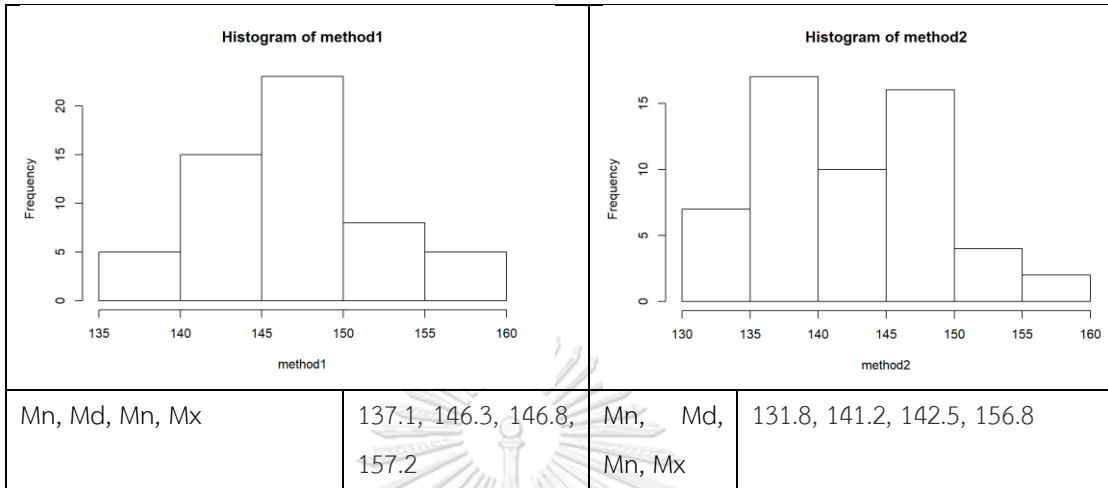 Histogram of method1
Frequency
20
15
10
5
0
135 140 145 150 155 160
method1
Histogram of method2
Frequency
15
10
5
0
130 135 140 145 150 155 160
method2
Mn, Md, Mn, Mx
137.1, 146.3, 146.8,
157.2
Mn, Md,
Mn, Mx
131.8, 141.2, 142.5, 156.8